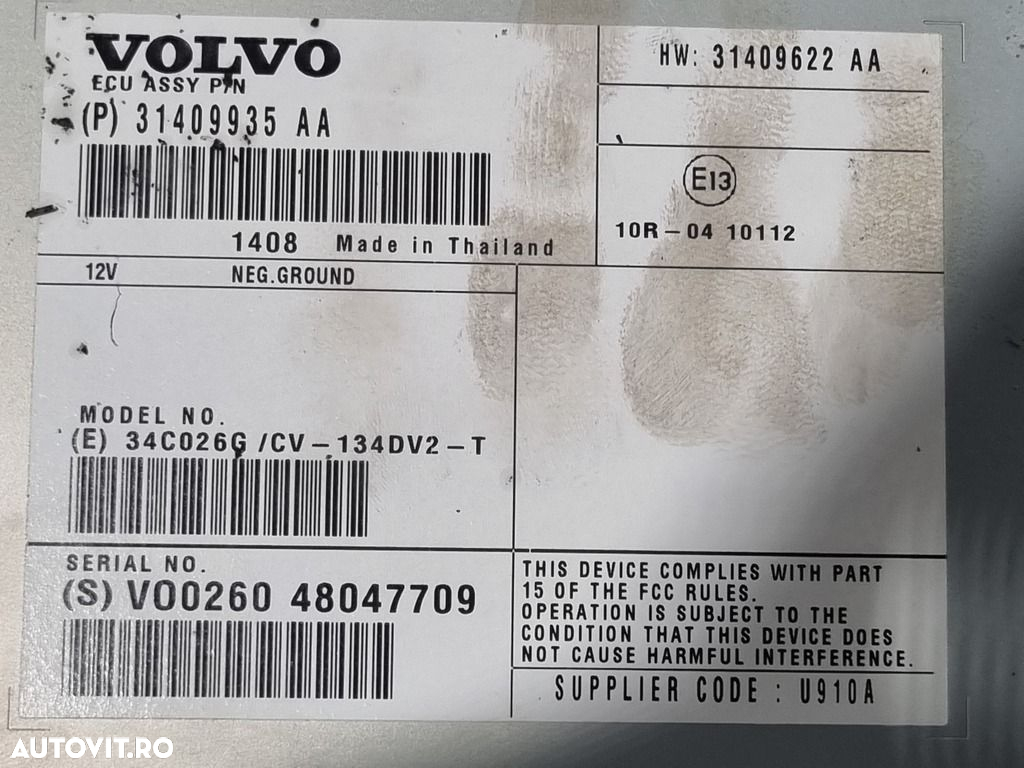 VOLVO
ECU ASSY P/N
(P) 31409935 AA
1408 Made in Thailand
HW: 31409622 AA
E13
10R-04 10112
12V NEG.GROUND
MODEL NO.
(E) 34C026G /CV-134DV2-T
SERIAL NO.
(S) VO0260 48047709
THIS DEVICE COMPLIES WITH PART
15 OF THE FCC RULES.
OPERATION IS SUBJECT TO THE
CONDITION THAT THIS DEVICE DOES
NOT CAUSE HARMFUL INTERFERENCE.
SUPPLIER CODE : U910A
AUTOVIT.RO